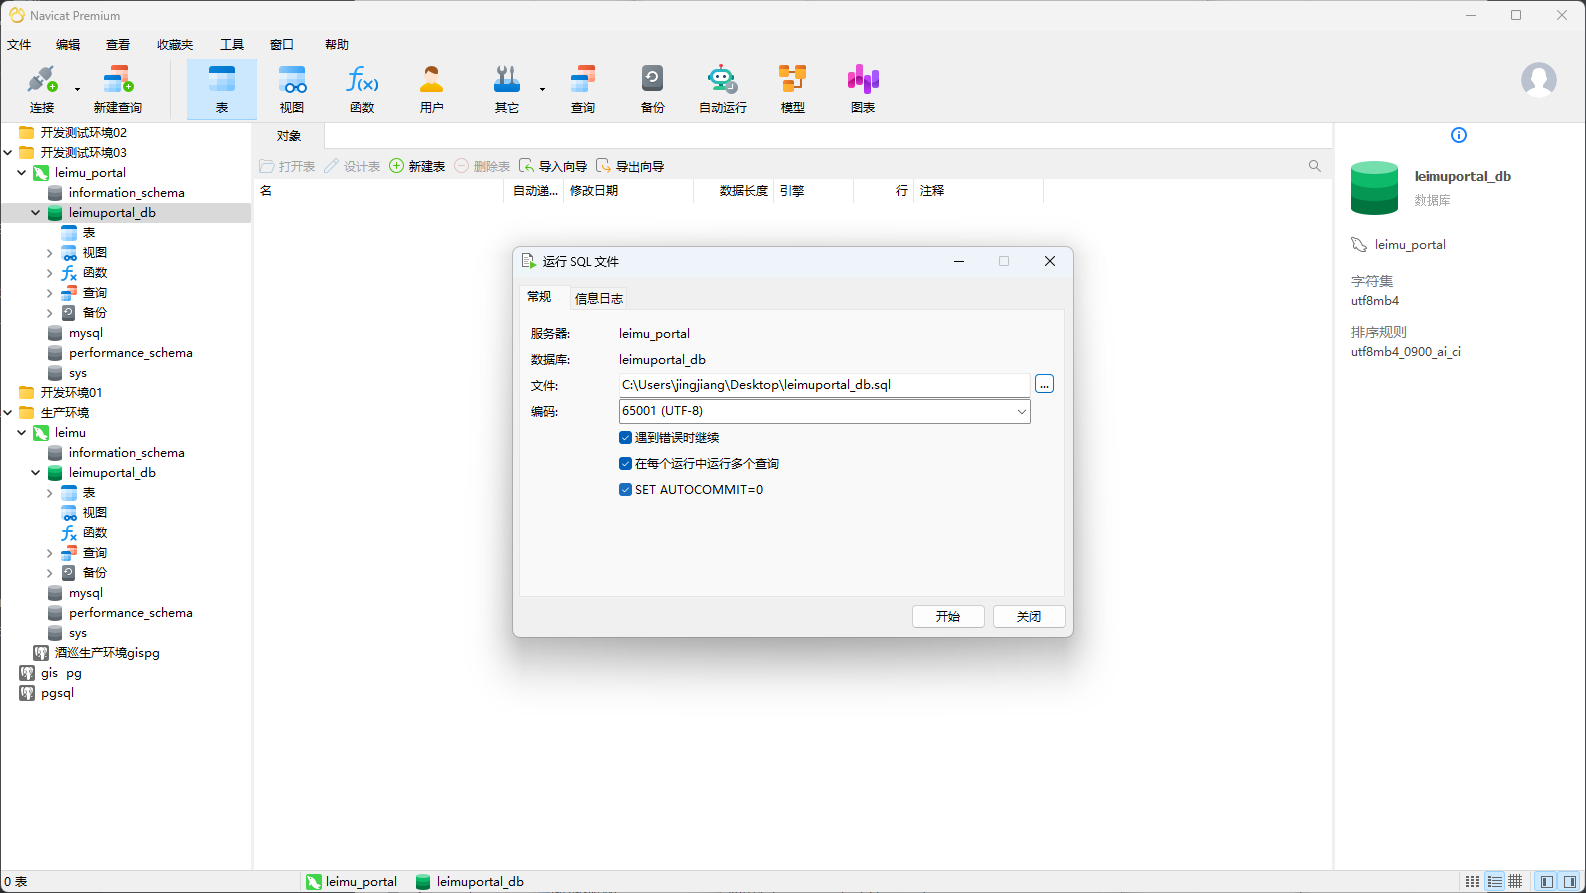 Navicat Premium
文件 编辑 查看 收藏夹 工具 窗口 帮助
连接 新建查询 表 视图 函数 用户 其它 查询 备份 自动运行 模型 图表
开发测试环境02
开发测试环境03
leimu_portal
information_schema
leimuportal_db
表
视图
函数
查询
备份
mysql
performance_schema
sys
开发环境01
生产环境
leimu
information_schema
leimuportal_db
表
视图
函数
查询
备份
mysql
performance_schema
sys
酒巡生产环境gispg
gis pg
pgsql
对象
打开表 设计表 新建表 删除表 导入向导 导出向导
名 自动递... 修改日期 数据长度 引擎 行 注释
运行 SQL 文件
常规 信息日志
服务器: leimu_portal
数据库: leimuportal_db
文件: C:\Users\jingjiang\Desktop\leimuportal_db.sql ...
编码: 65001 (UTF-8)
遇到错误时继续
在每个运行中运行多个查询
SET AUTOCOMMIT=0
开始 关闭
leimuportal_db
数据库
leimu_portal
字符集
utf8mb4
排序规则
utf8mb4_0900_ai_ci
0 表 leimu_portal leimuportal_db